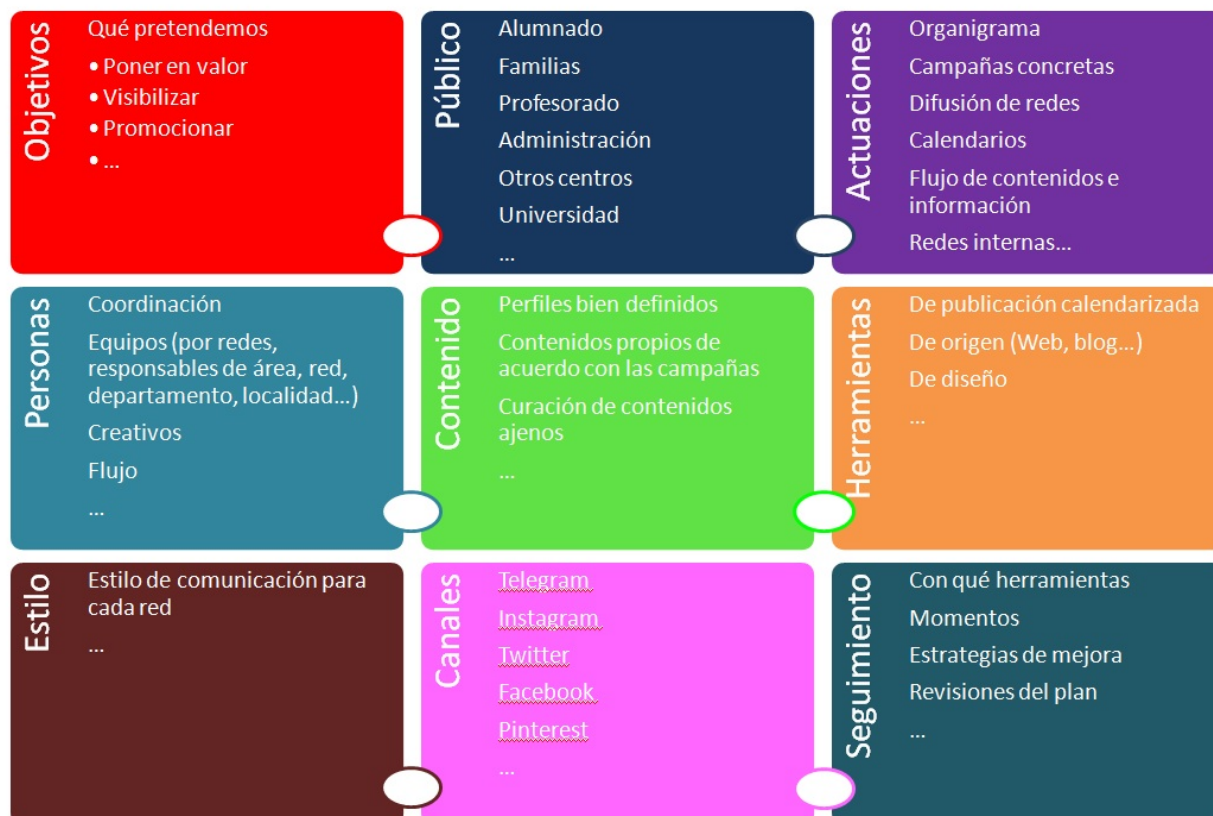 Objetivos
Qué pretendemos
• Poner en valor
• Visibilizar
• Promocionar
• ...
Público
Alumnado
Familias
Profesorado
Administración
Otros centros
Universidad
...
Actuaciones
Organigrama
Campañas concretas
Difusión de redes
Calendarios
Flujo de contenidos e
información
Redes internas...
Personas
Coordinación
Equipos (por redes,
responsables de área, red,
departamento, localidad...)
Creativos
Flujo
...
Contenido
Perfiles bien definidos
Contenidos propios de
acuerdo con las campañas
Curación de contenidos
ajenos
...
Herramientas
De publicación calendarizada
De origen (Web, blog...)
De diseño
...
Estilo
Estilo de comunicación para
cada red
...
Canales
Telegram
Instagram
Twitter
Facebook
Pinterest
...
Seguimiento
Con qué herramientas
Momentos
Estrategias de mejora
Revisiones del plan
...